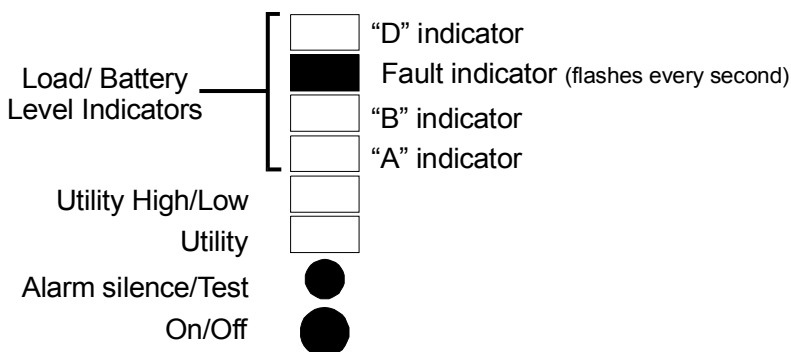 “D” indicator
Fault indicator (flashes every second)
Load/ Battery
Level Indicators
“B” indicator
“A” indicator
Utility High/Low
Utility
Alarm silence/Test
On/Off